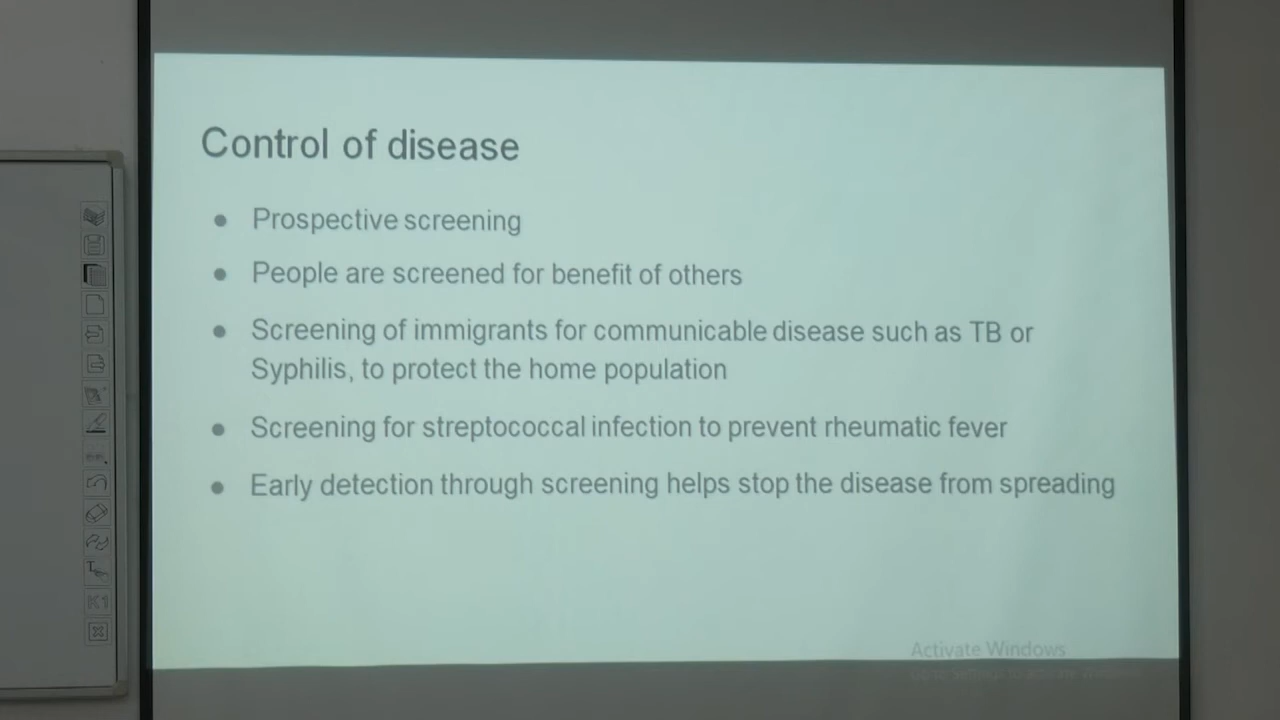 Control of disease
● Prospective screening
● People are screened for benefit of others
● Screening of immigrants for communicable disease such as TB or
Syphilis, to protect the home population
● Screening for streptococcal infection to prevent rheumatic fever
● Early detection through screening helps stop the disease from spreading
Activate Windows
K1